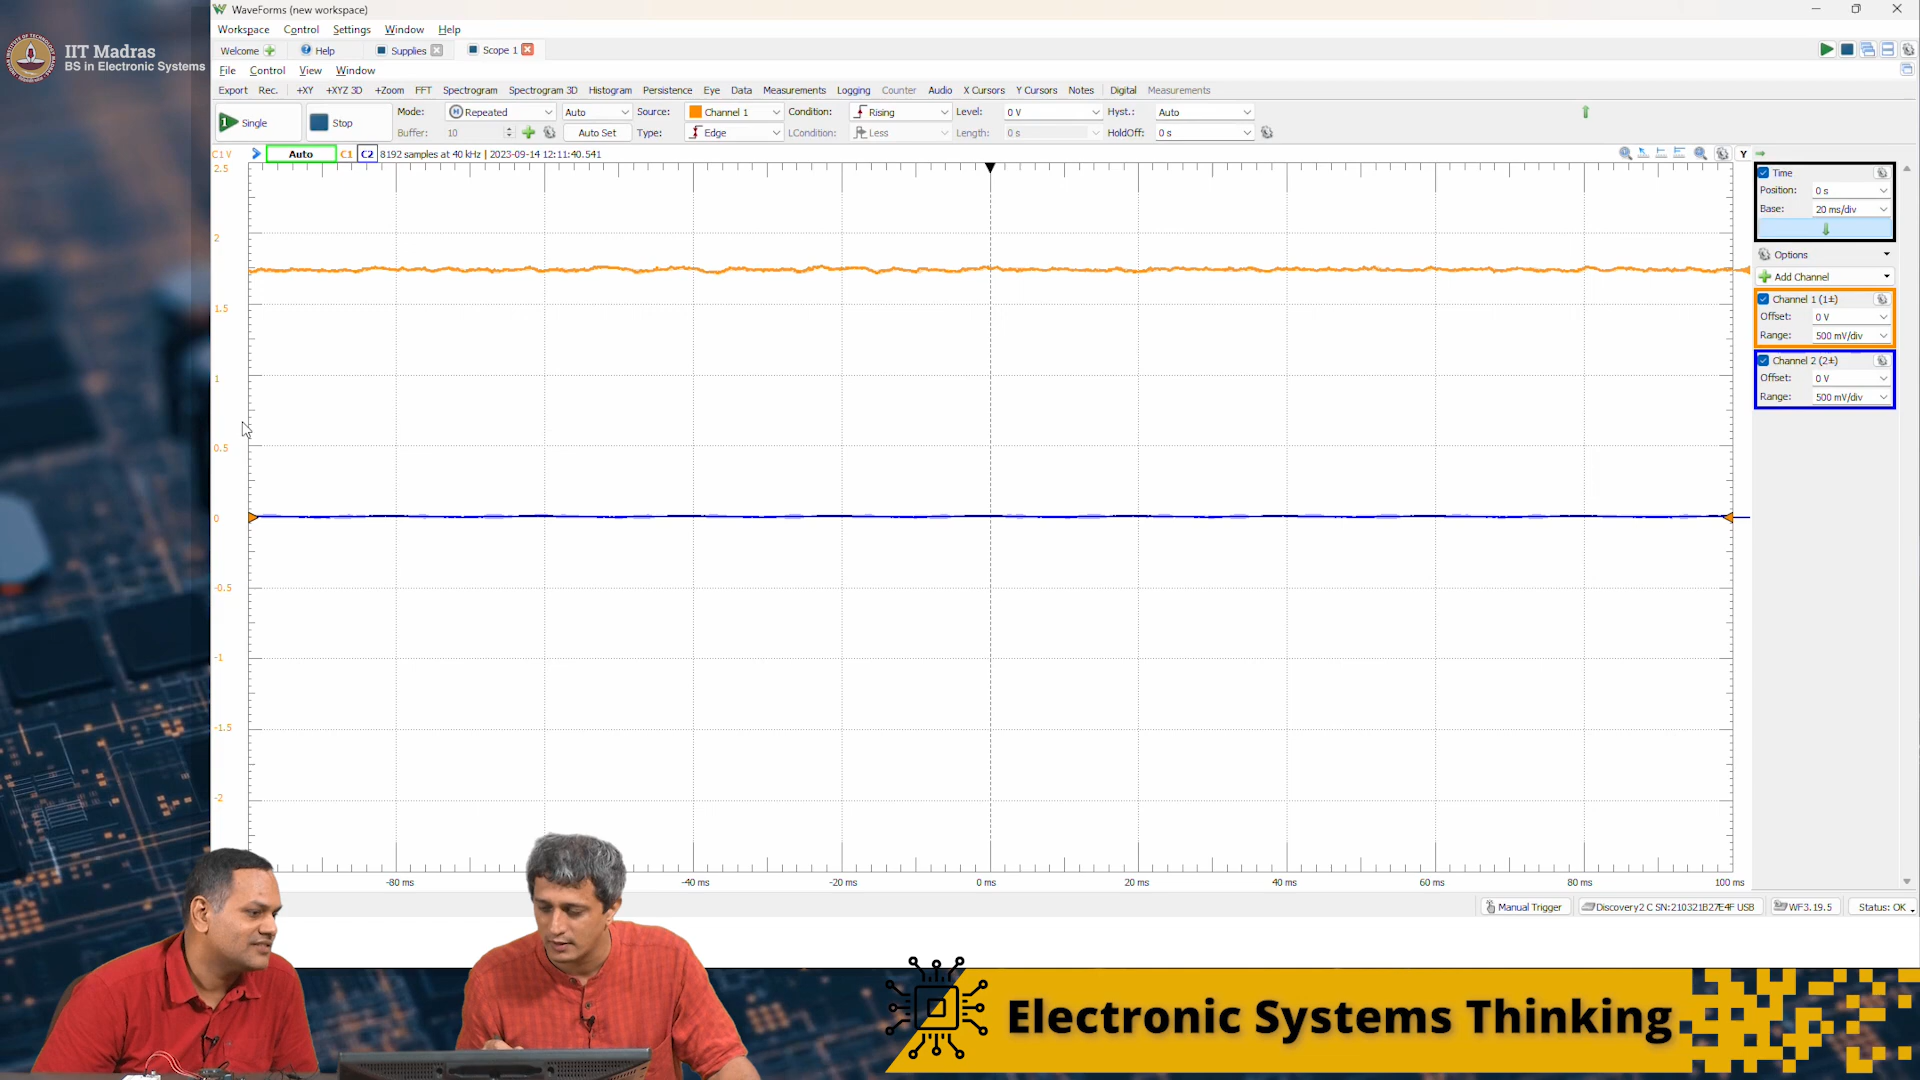 WaveForms (new workspace)
IIT Madras
BS in Electronic Systems
Workspace Control Settings Window Help
Welcome Help Supplies Scope 1
File Control View Window
Export Rec. +XY +XYZ 3D +Zoom FFT Spectrogram Spectrogram 3D Histogram Persistence Eye Data Measurements Logging Counter Audio X Cursors Y Cursors Notes Digital Measurements
Single Stop Mode: Repeated Auto Source: Channel 1 Condition: Rising Level: 0 V Hyst.: Auto
Buffer: 10 Auto Set Type: Edge LCondition: Less Length: 0 s HoldOff: 0 s
C1 V Auto C1 C2 8192 samples at 40 kHz | 2023-09-14 12:11:40.541 Y
2.5
2
1.5
1
0.5
0
-0.5
-1
-1.5
-2
-80 ms -40 ms -20 ms 0 ms 20 ms 40 ms 60 ms 80 ms 100 ms
Time
Position: 0 s
Base: 20 ms/div
Options
Add Channel
Channel 1 (1±)
Offset: 0 V
Range: 500 mV/div
Channel 2 (2±)
Offset: 0 V
Range: 500 mV/div
Manual Trigger Discovery2 C SN:210321B27E4F USB WF3.19.5 Status: OK
Electronic Systems Thinking